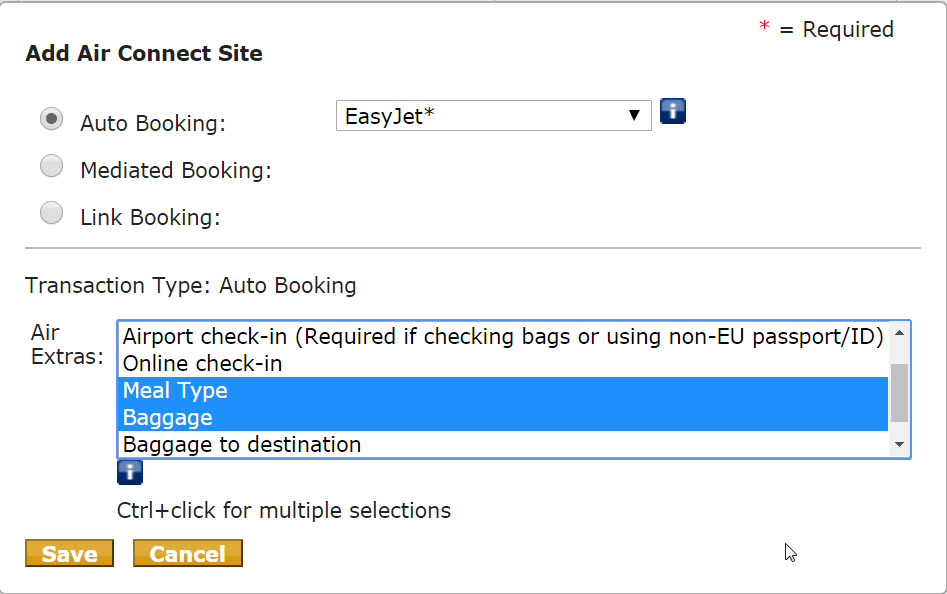 * = Required
Add Air Connect Site
Auto Booking:
EasyJet*
Mediated Booking:
Link Booking:
Transaction Type: Auto Booking
Air
Extras:
Airport check-in (Required if checking bags or using non-EU passport/ID)
Online check-in
Meal Type
Baggage
Baggage to destination
Ctrl+click for multiple selections
Save
Cancel